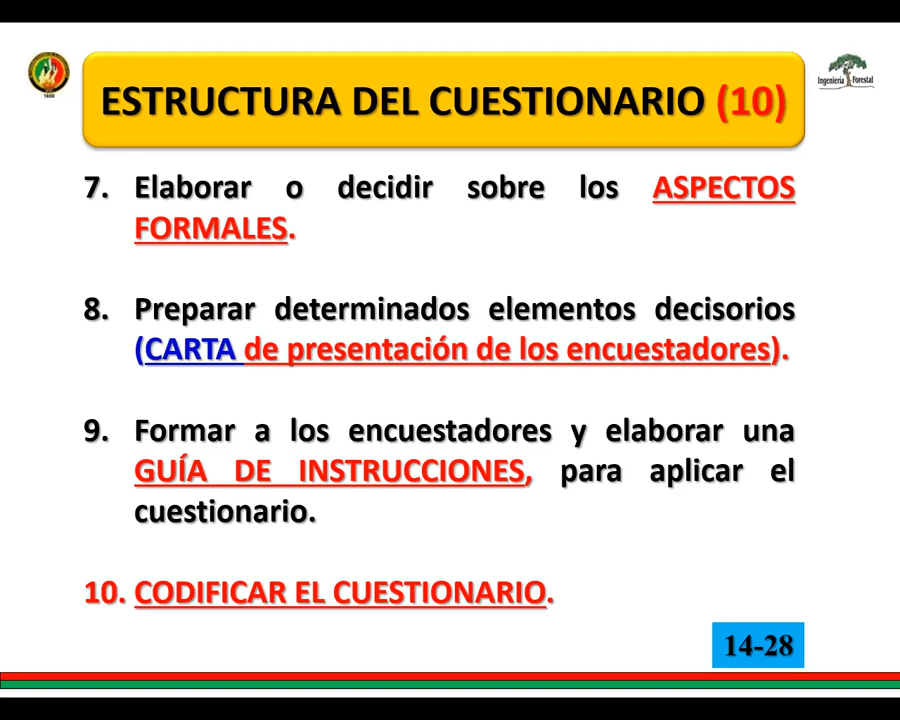 ESTRUCTURA DEL CUESTIONARIO (10)
Ingeniería Forestal
1859
7. Elaborar o decidir sobre los ASPECTOS
FORMALES.
8. Preparar determinados elementos decisorios
(CARTA de presentación de los encuestadores).
9. Formar a los encuestadores y elaborar una
GUÍA DE INSTRUCCIONES, para aplicar el
cuestionario.
10. CODIFICAR EL CUESTIONARIO.
14-28